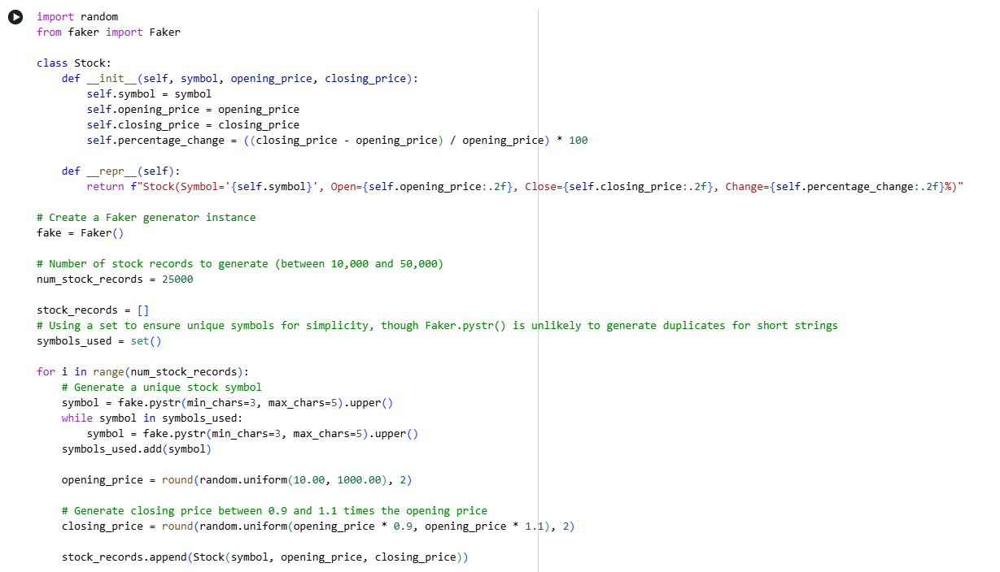 import random
from faker import Faker
class Stock:
    def __init__(self, symbol, opening_price, closing_price):
        self.symbol = symbol
        self.opening_price = opening_price
        self.closing_price = closing_price
        self.percentage_change = ((closing_price - opening_price) / opening_price) * 100
    def __repr__(self):
        return f"Stock(Symbol='{self.symbol}', Open={self.opening_price:.2f}, Close={self.closing_price:.2f}, Change={self.percentage_change:.2f}%)"
# Create a Faker generator instance
fake = Faker()
# Number of stock records to generate (between 10,000 and 50,000)
num_stock_records = 25000
stock_records = []
# Using a set to ensure unique symbols for simplicity, though Faker.pystr() is unlikely to generate duplicates for short strings
symbols_used = set()
for i in range(num_stock_records):
    # Generate a unique stock symbol
    symbol = fake.pystr(min_chars=3, max_chars=5).upper()
    while symbol in symbols_used:
        symbol = fake.pystr(min_chars=3, max_chars=5).upper()
    symbols_used.add(symbol)
    opening_price = round(random.uniform(10.00, 1000.00), 2)
    # Generate closing price between 0.9 and 1.1 times the opening price
    closing_price = round(random.uniform(opening_price * 0.9, opening_price * 1.1), 2)
    stock_records.append(Stock(symbol, opening_price, closing_price))